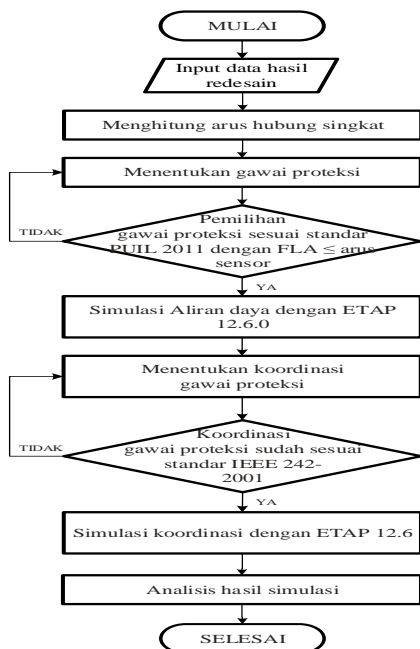 MULAI
Input data hasil
redesain
Menghitung arus hubung singkat
Menentukan gawai proteksi
Pemilihan
gawai proteksi sesuai standar
PUIL 2011 dengan FLA ≤ arus
sensor
TIDAK
YA
Simulasi Aliran daya dengan ETAP
12.6.0
Menentukan koordinasi
gawai proteksi
Koordinasi
gawai proteksi sudah sesuai
standar IEEE 242-
2001
TIDAK
YA
Simulasi koordinasi dengan ETAP 12.6
Analisis hasil simulasi
SELESAI